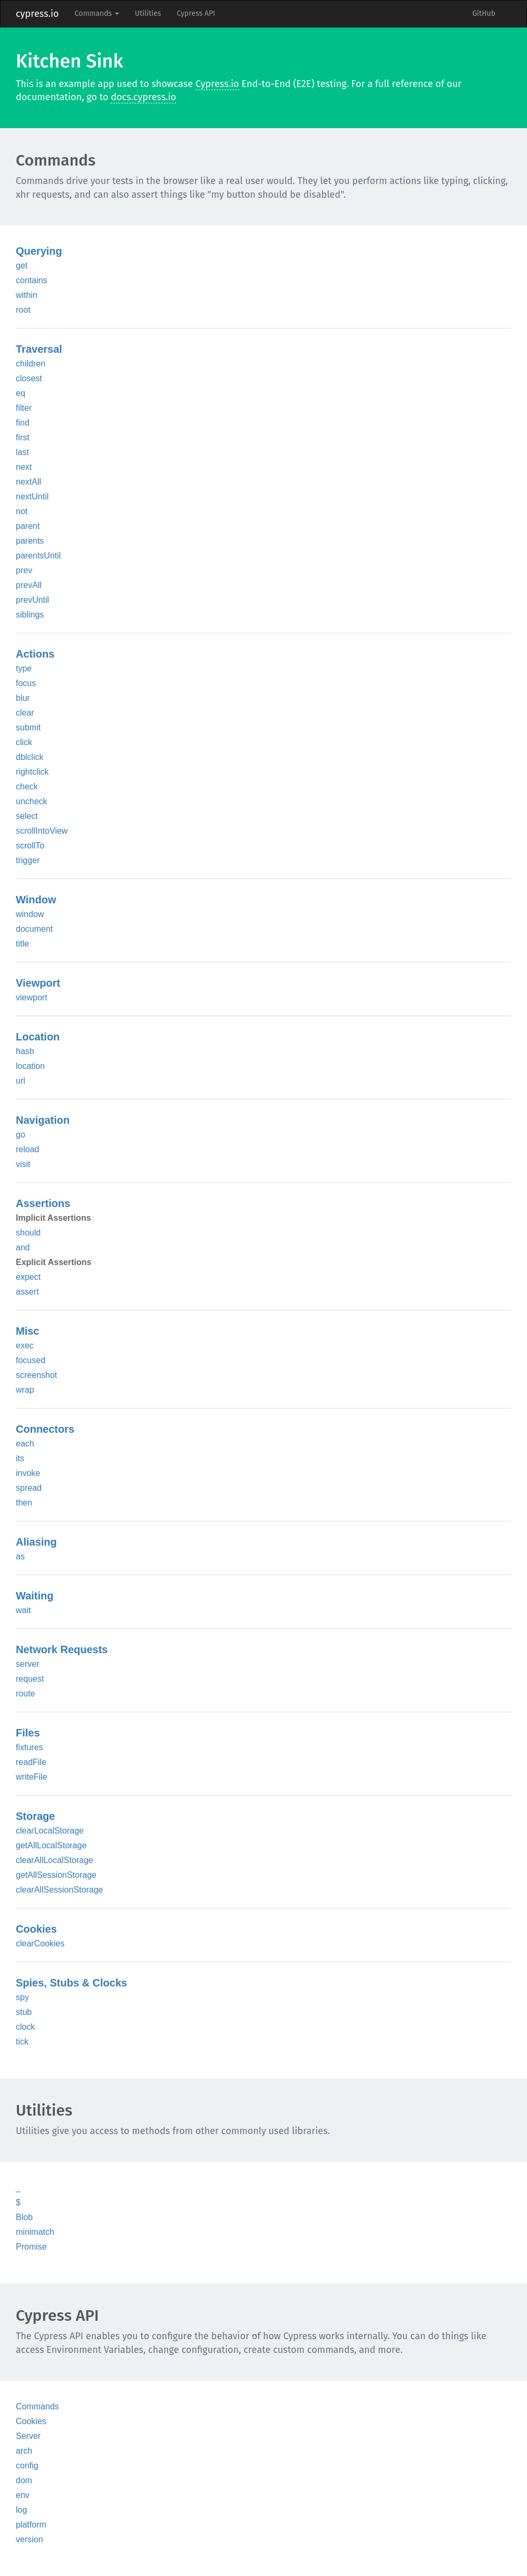 cypress.io Commands Utilities Cypress API GitHub
Kitchen Sink
This is an example app used to showcase Cypress.io End-to-End (E2E) testing. For a full reference of our
documentation, go to docs.cypress.io
Commands
Commands drive your tests in the browser like a real user would. They let you perform actions like typing, clicking,
xhr requests, and can also assert things like "my button should be disabled".
Querying
get
contains
within
root
Traversal
children
closest
eq
filter
find
first
last
next
nextAll
nextUntil
not
parent
parents
parentsUntil
prev
prevAll
prevUntil
siblings
Actions
type
focus
blur
clear
submit
click
dblclick
rightclick
check
uncheck
select
scrollIntoView
scrollTo
trigger
Window
window
document
title
Viewport
viewport
Location
hash
location
url
Navigation
go
reload
visit
Assertions
Implicit Assertions
should
and
Explicit Assertions
expect
assert
Misc
exec
focused
screenshot
wrap
Connectors
each
its
invoke
spread
then
Aliasing
as
Waiting
wait
Network Requests
server
request
route
Files
fixtures
readFile
writeFile
Storage
clearLocalStorage
getAllLocalStorage
clearAllLocalStorage
getAllSessionStorage
clearAllSessionStorage
Cookies
clearCookies
Spies, Stubs & Clocks
spy
stub
clock
tick
Utilities
Utilities give you access to methods from other commonly used libraries.
_
$
Blob
minimatch
Promise
Cypress API
The Cypress API enables you to configure the behavior of how Cypress works internally. You can do things like
access Environment Variables, change configuration, create custom commands, and more.
Commands
Cookies
Server
arch
config
dom
env
log
platform
version